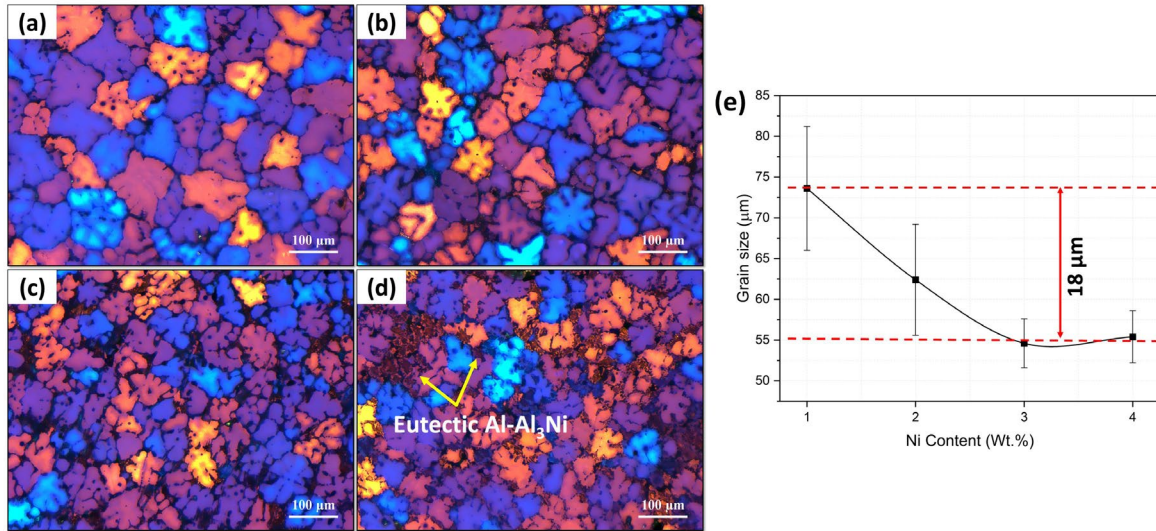 (a)
100 μm
(b)
100 μm
(c)
100 μm
(d)
Eutectic Al-Al₃Ni
100 μm
(e)
85
80
75
70
65
60
55
50
Grain size (μm)
18 μm
1 2 3 4
Ni Content (Wt.%)